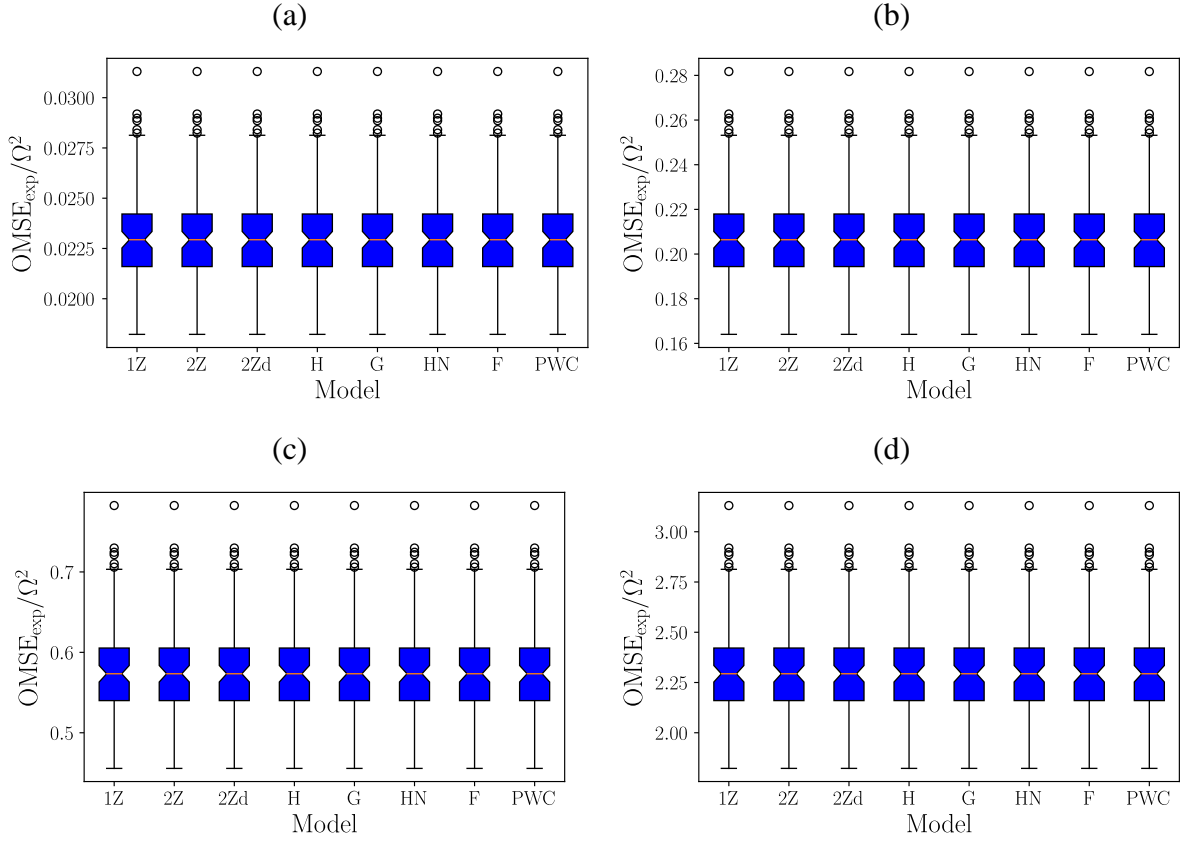 (a)
0.0300
0.0275
0.0250
0.0225
0.0200
OMSE_exp/Ω²
1Z 2Z 2Zd H G HN F PWC
Model
(b)
0.28
0.26
0.24
0.22
0.20
0.18
0.16
OMSE_exp/Ω²
1Z 2Z 2Zd H G HN F PWC
Model
(c)
0.7
0.6
0.5
OMSE_exp/Ω²
1Z 2Z 2Zd H G HN F PWC
Model
(d)
3.00
2.75
2.50
2.25
2.00
OMSE_exp/Ω²
1Z 2Z 2Zd H G HN F PWC
Model